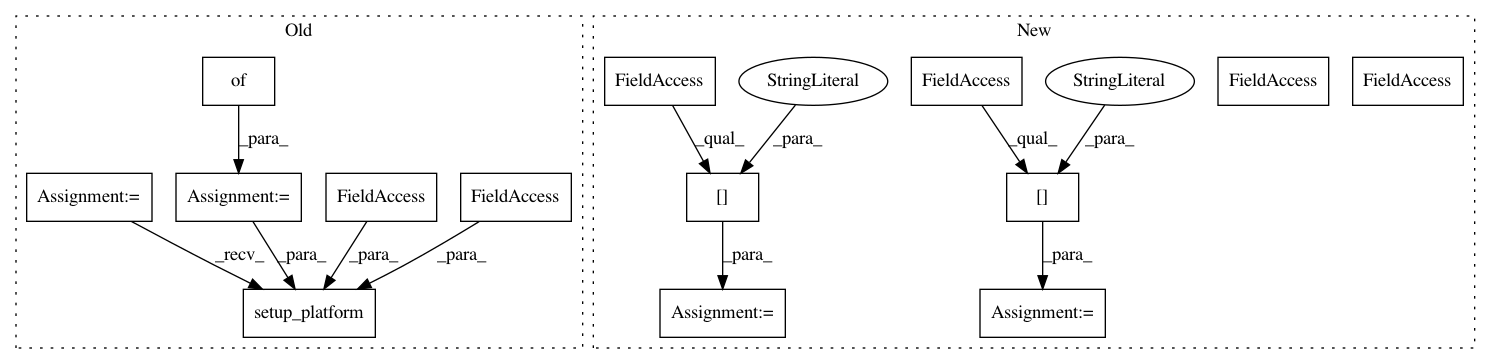 Old
New
of
FieldAccess
StringLiteral
FieldAccess
StringLiteral
FieldAccess
FieldAccess
_para_
_qual_
_para_
_qual_
_para_
Assignment:=
Assignment:=
FieldAccess
FieldAccess
[]
[]
_recv_
_para_
_para_
_para_
_para_
_para_
setup_platform
Assignment:=
Assignment:=